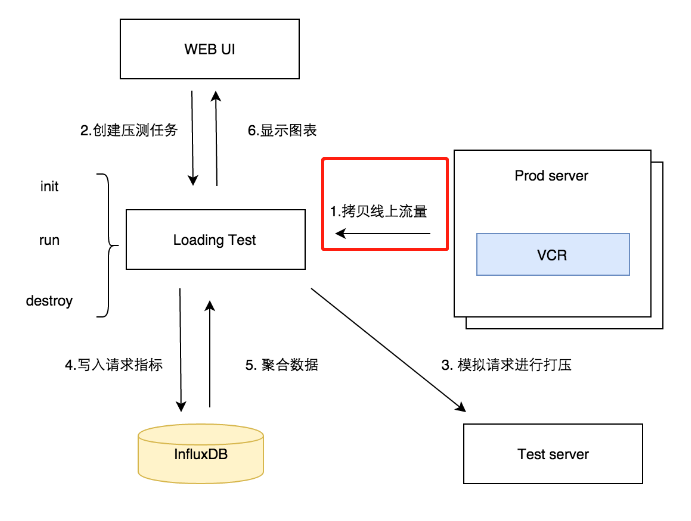 WEB UI
2.创建压测任务
6.显示图表
Prod server
init
1.拷贝线上流量
run
Loading Test
VCR
destroy
4.写入请求指标
5. 聚合数据
3. 模拟请求进行打压
InfluxDB
Test server